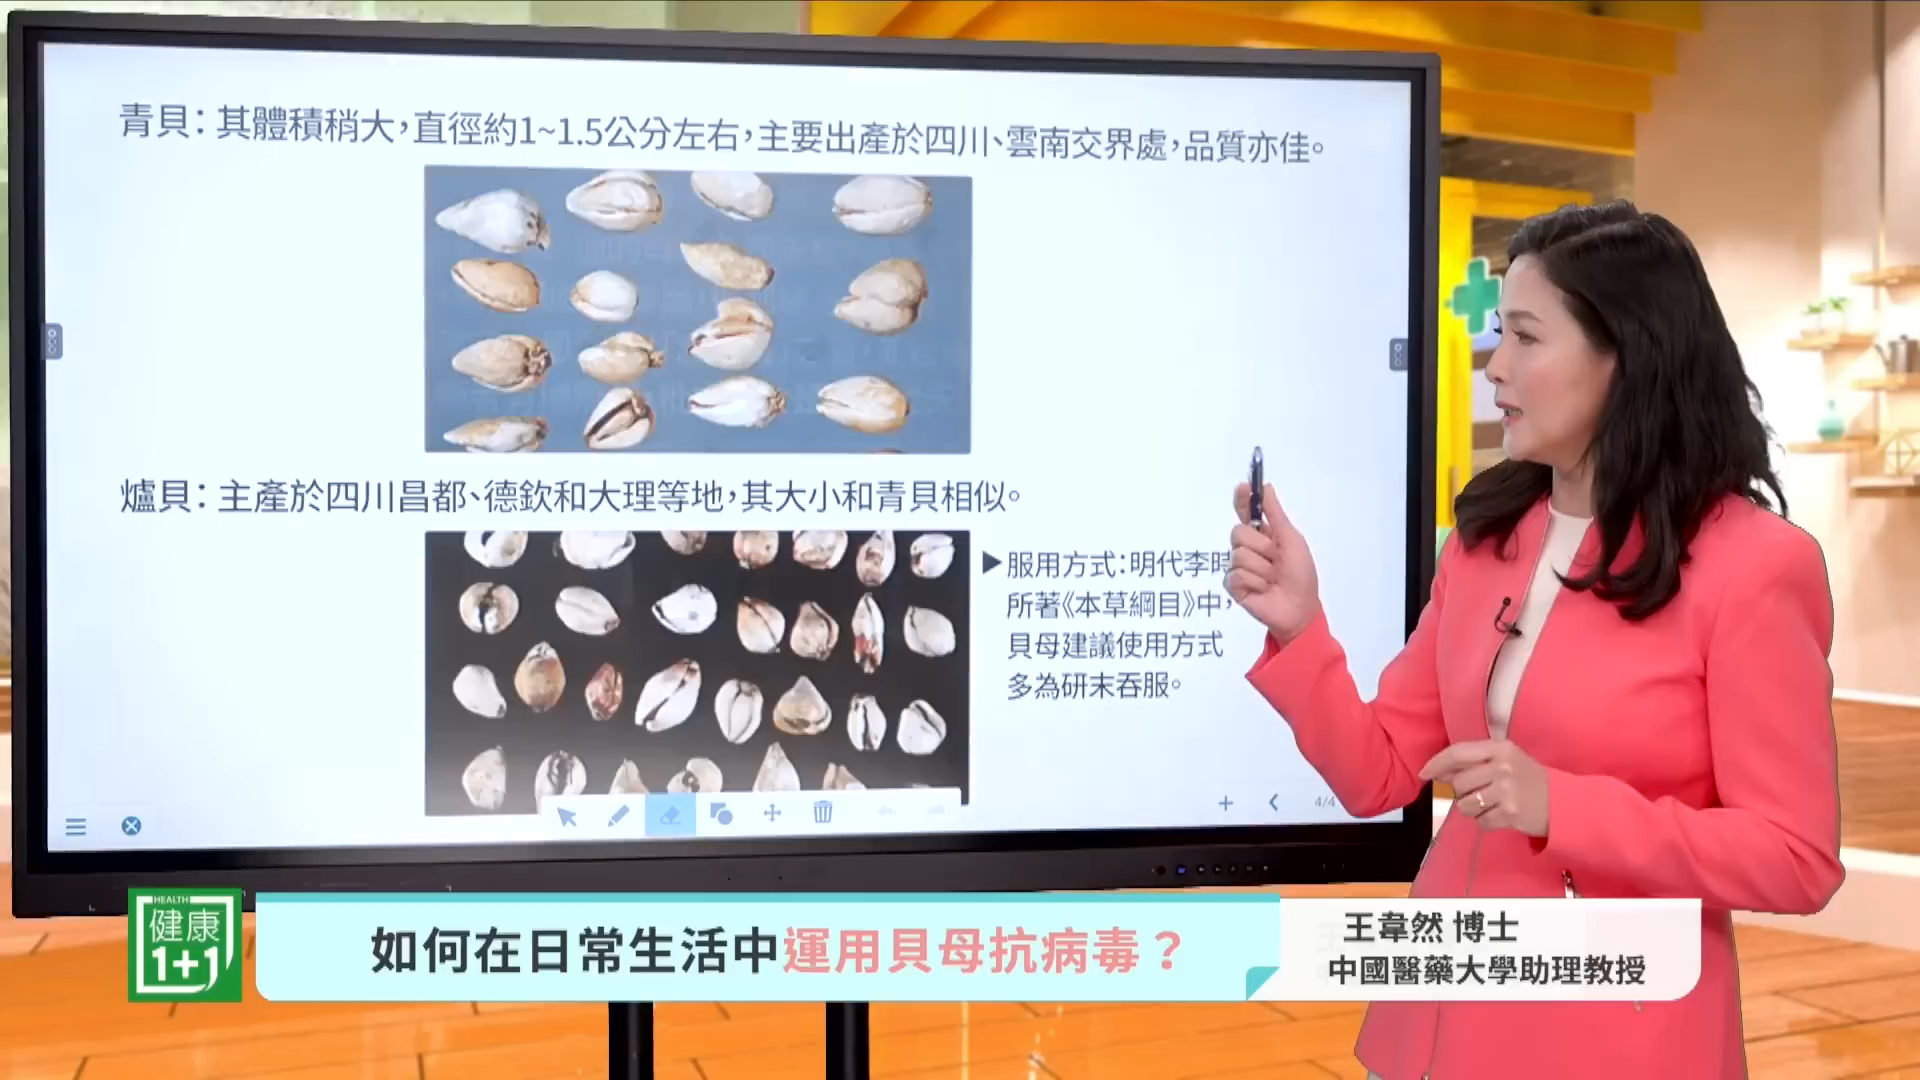 青貝：其體積稍大，直徑約1~1.5公分左右，主要出產於四川、雲南交界處，品質亦佳。
爐貝：主產於四川昌都、德欽和大理等地，其大小和青貝相似。
▶服用方式：明代李時
所著《本草綱目》中，
貝母建議使用方式
多為研末吞服。
4/4
HEALTH
健康
1+1
如何在日常生活中運用貝母抗病毒？
王韋然 博士
中國醫藥大學助理教授